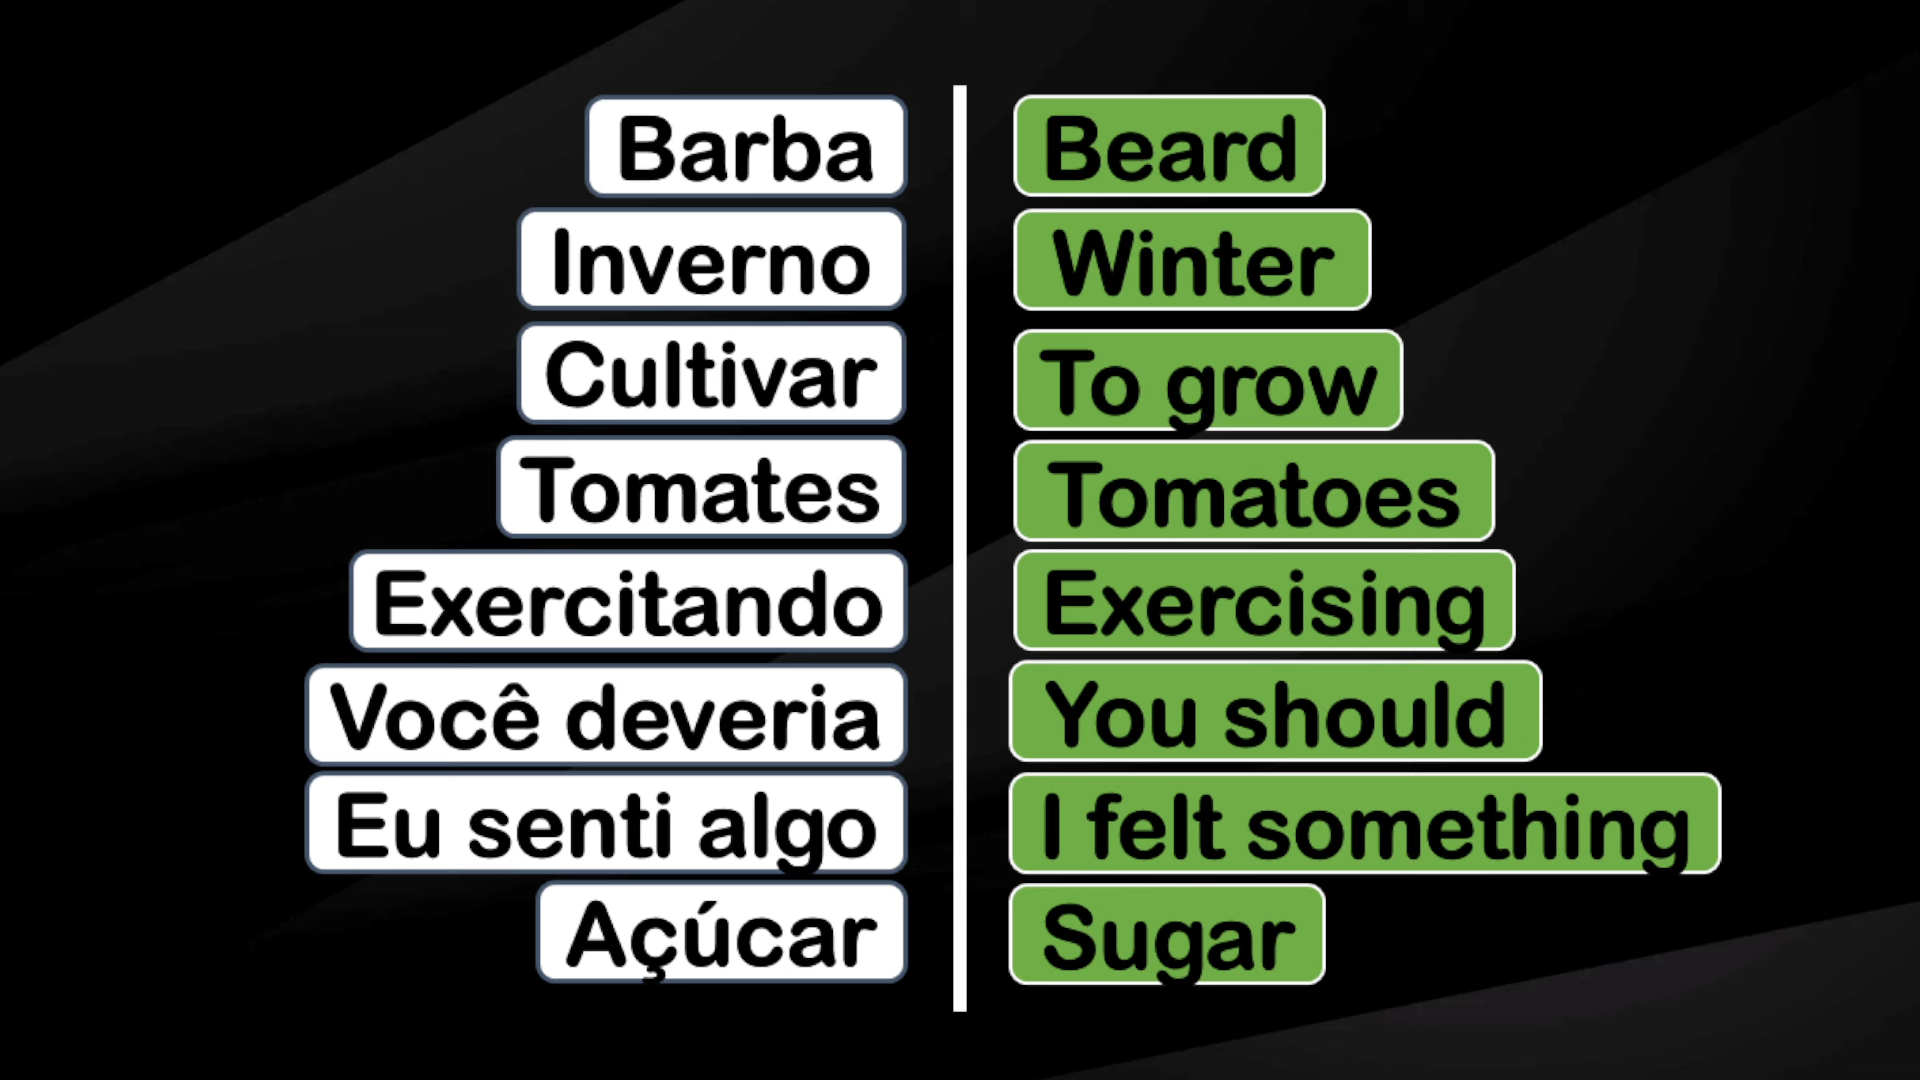 Barba
Beard
Inverno
Winter
Cultivar
To grow
Tomates
Tomatoes
Exercitando
Exercising
Você deveria
You should
Eu senti algo
I felt something
Açúcar
Sugar